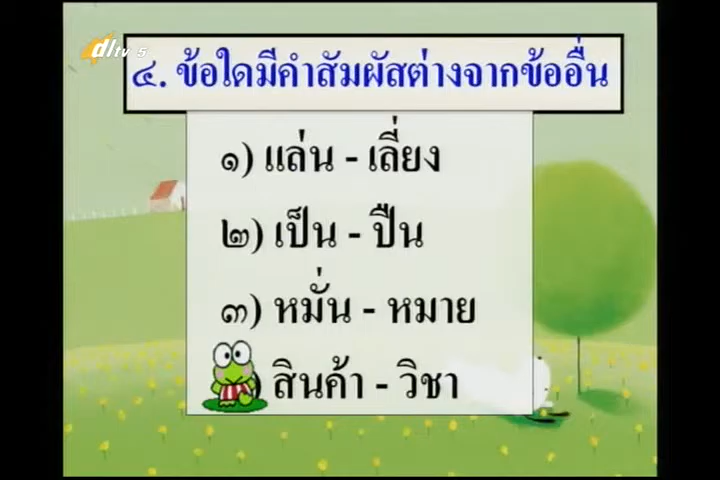 dltv 5
๔. ข้อใดมีคำสัมผัสต่างจากข้ออื่น
๑) แล่น - เลี่ยง
๒) เป็น - ปืน
๓) หมั่น - หมาย
) สินค้า - วิชา